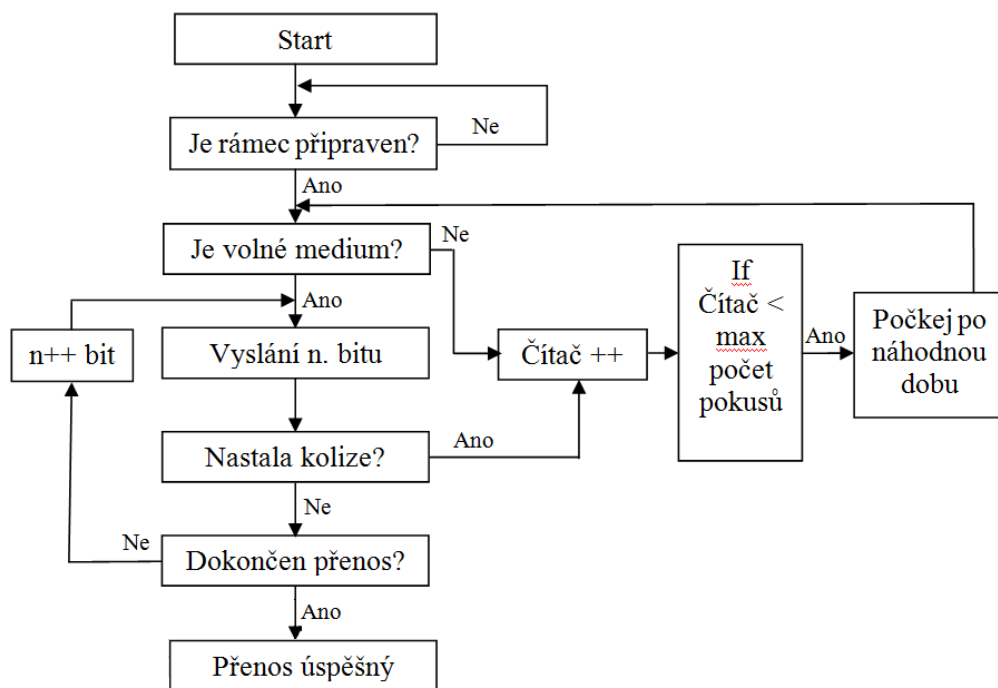 Start
Je rámec připraven?
Ne
Ano
Je volné medium?
Ne
Ano
n++ bit
Vyslání n. bitu
Čítač ++
If
Čítač <
max
počet
pokusů
Ano
Počkej po
náhodnou
dobu
Nastala kolize?
Ano
Ne
Dokončen přenos?
Ne
Ano
Přenos úspěšný